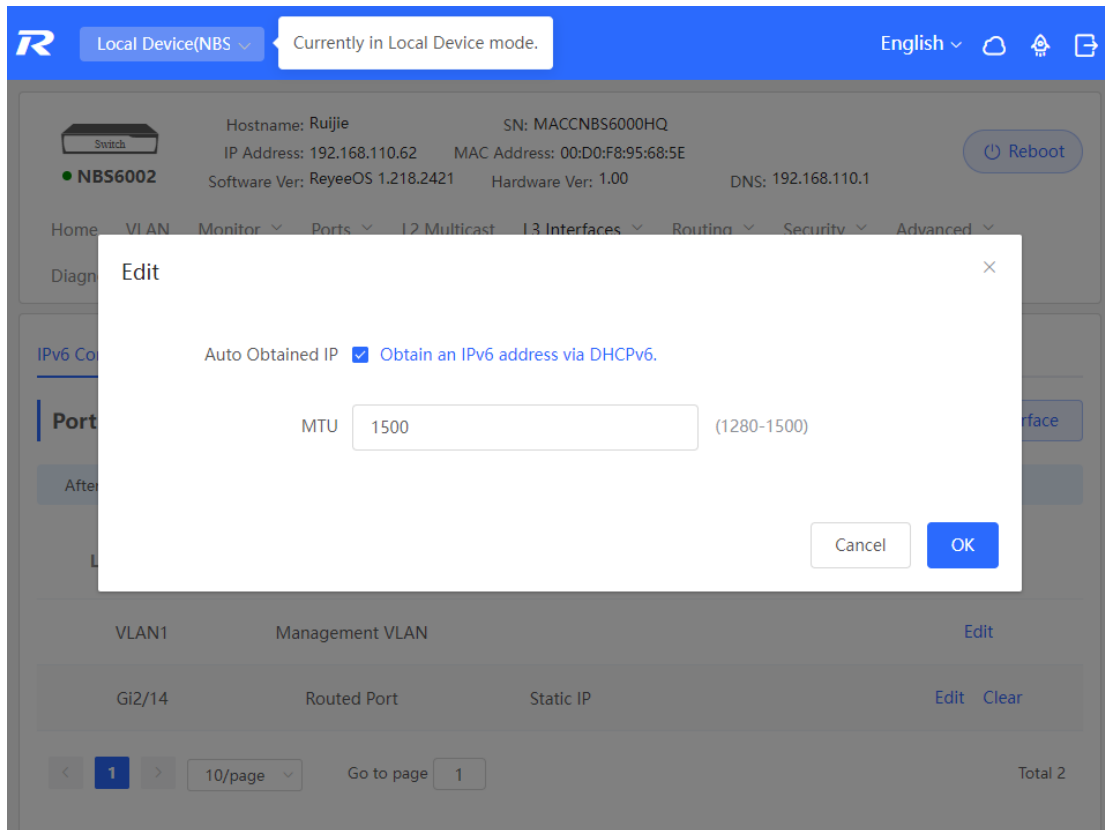 R Local Device(NBS Currently in Local Device mode. English
Hostname: Ruijie SN: MACCNBS6000HQ
Switch IP Address: 192.168.110.62 MAC Address: 00:D0:F8:95:68:5E Reboot
NBS6002 Software Ver: ReyeeOS 1.218.2421 Hardware Ver: 1.00 DNS: 192.168.110.1
Home VLAN Monitor Ports L2 Multicast L3 Interfaces Routing Security Advanced
Diagn
Edit
IPv6 Co
Auto Obtained IP Obtain an IPv6 address via DHCPv6.
Port rface
MTU 1500 (1280-1500)
After
Cancel OK
L
VLAN1 Management VLAN Edit
Gi2/14 Routed Port Static IP Edit Clear
1 10/page Go to page 1 Total 2